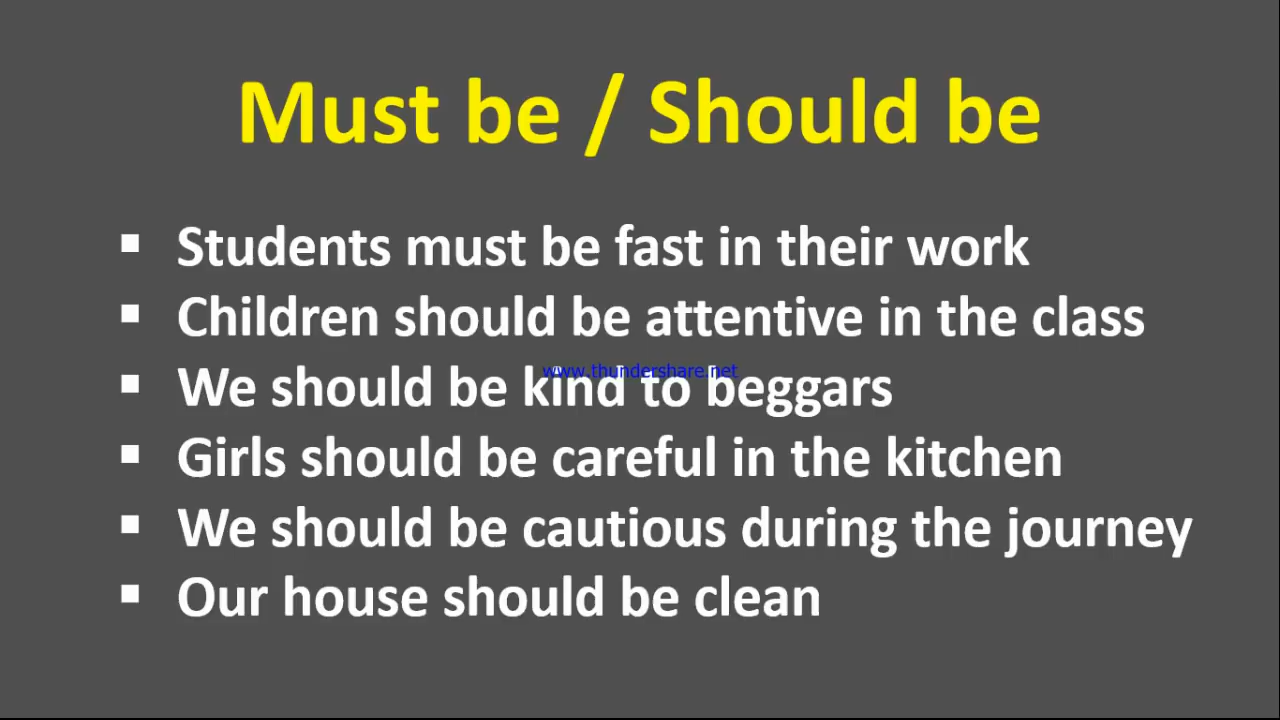 Must be / Should be
▪ Students must be fast in their work
▪ Children should be attentive in the class
www.thundershare.net
▪ We should be kind to beggars
▪ Girls should be careful in the kitchen
▪ We should be cautious during the journey
▪ Our house should be clean